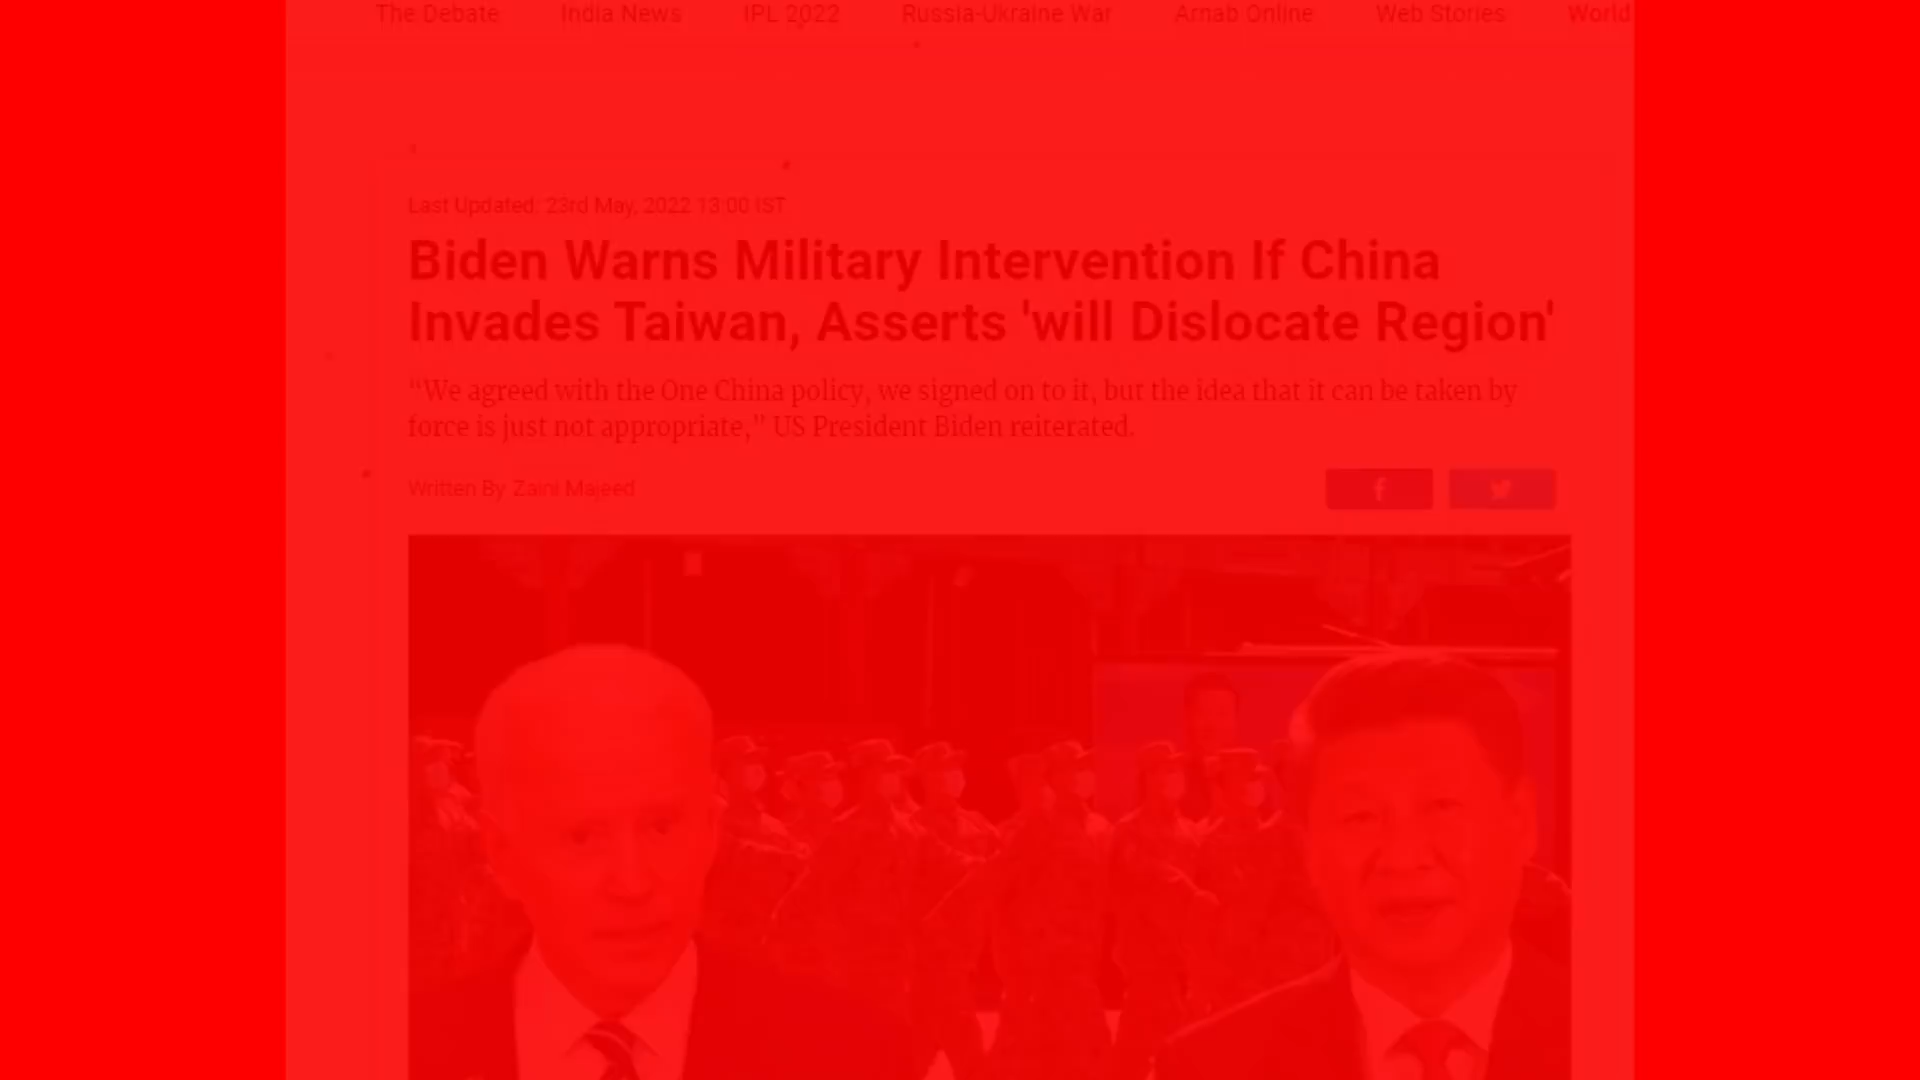 The Debate India News IPL 2022 Russia-Ukraine War Arnab Online Web Stories World
Last Updated: 23rd May, 2022 13:00 IST
Biden Warns Military Intervention If China
Invades Taiwan, Asserts 'will Dislocate Region'
“We agreed with the One China policy, we signed on to it, but the idea that it can be taken by
force is just not appropriate,” US President Biden reiterated.
Written By Zaini Majeed